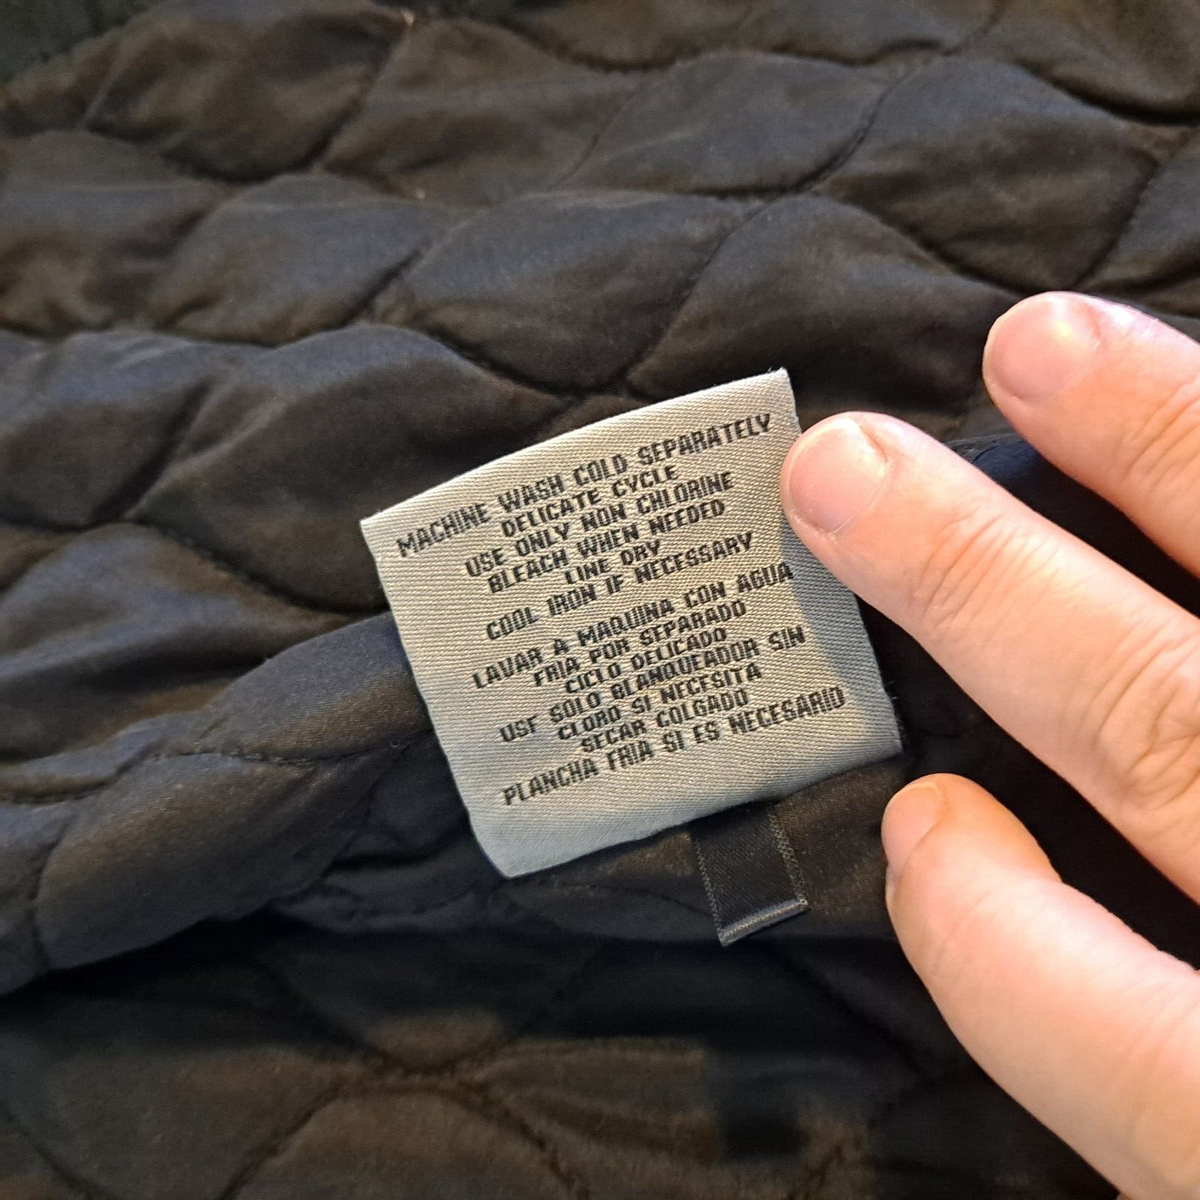 MACHINE WASH COLD SEPARATELY
DELICATE CYCLE
USE ONLY NON CHLORINE
BLEACH WHEN NEEDED
LINE DRY
COOL IRON IF NECESSARY
LAVAR A MAQUINA CON AGUA
FRIA POR SEPARADO
CICLO DELICADO
USF SOLO BLANQUEADOR SIN
CLORO SI NECESITA
SECAR COLGADO
PLANCHA FRIA SI ES NECESARIO